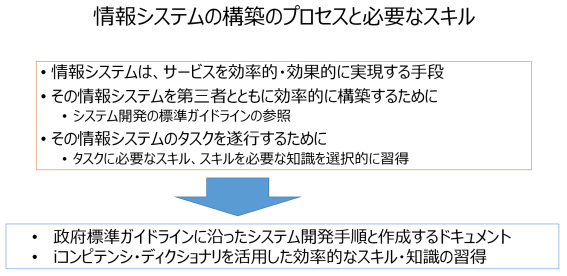 情報システムの構築のプロセスと必要なスキル
• 情報システムは、サービスを効率的・効果的に実現する手段
• その情報システムを第三者とともに効率的に構築するために
• システム開発の標準ガイドラインの参照
• その情報システムのタスクを遂行するために
• タスクに必要なスキル、スキルを必要な知識を選択的に習得
• 政府標準ガイドラインに沿ったシステム開発手順と作成するドキュメント
• iコンピテンシ・ディクショナリを活用した効率的なスキル・知識の習得